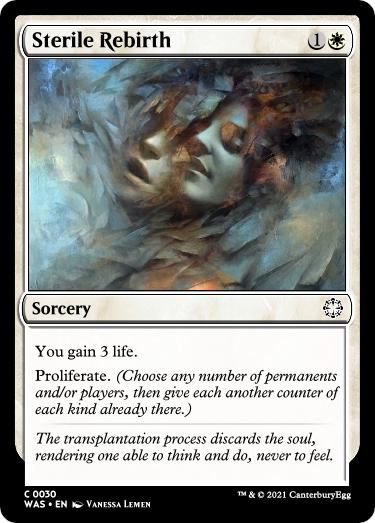 Sterile Rebirth 1
Sorcery
You gain 3 life.
Proliferate. (Choose any number of permanents
and/or players, then give each another counter of
each kind already there.)
The transplantation process discards the soul,
rendering one able to think and do, never to feel.
C 0030
WAS • EN Vanessa Lemen
™ & © 2021 CanterburyEgg